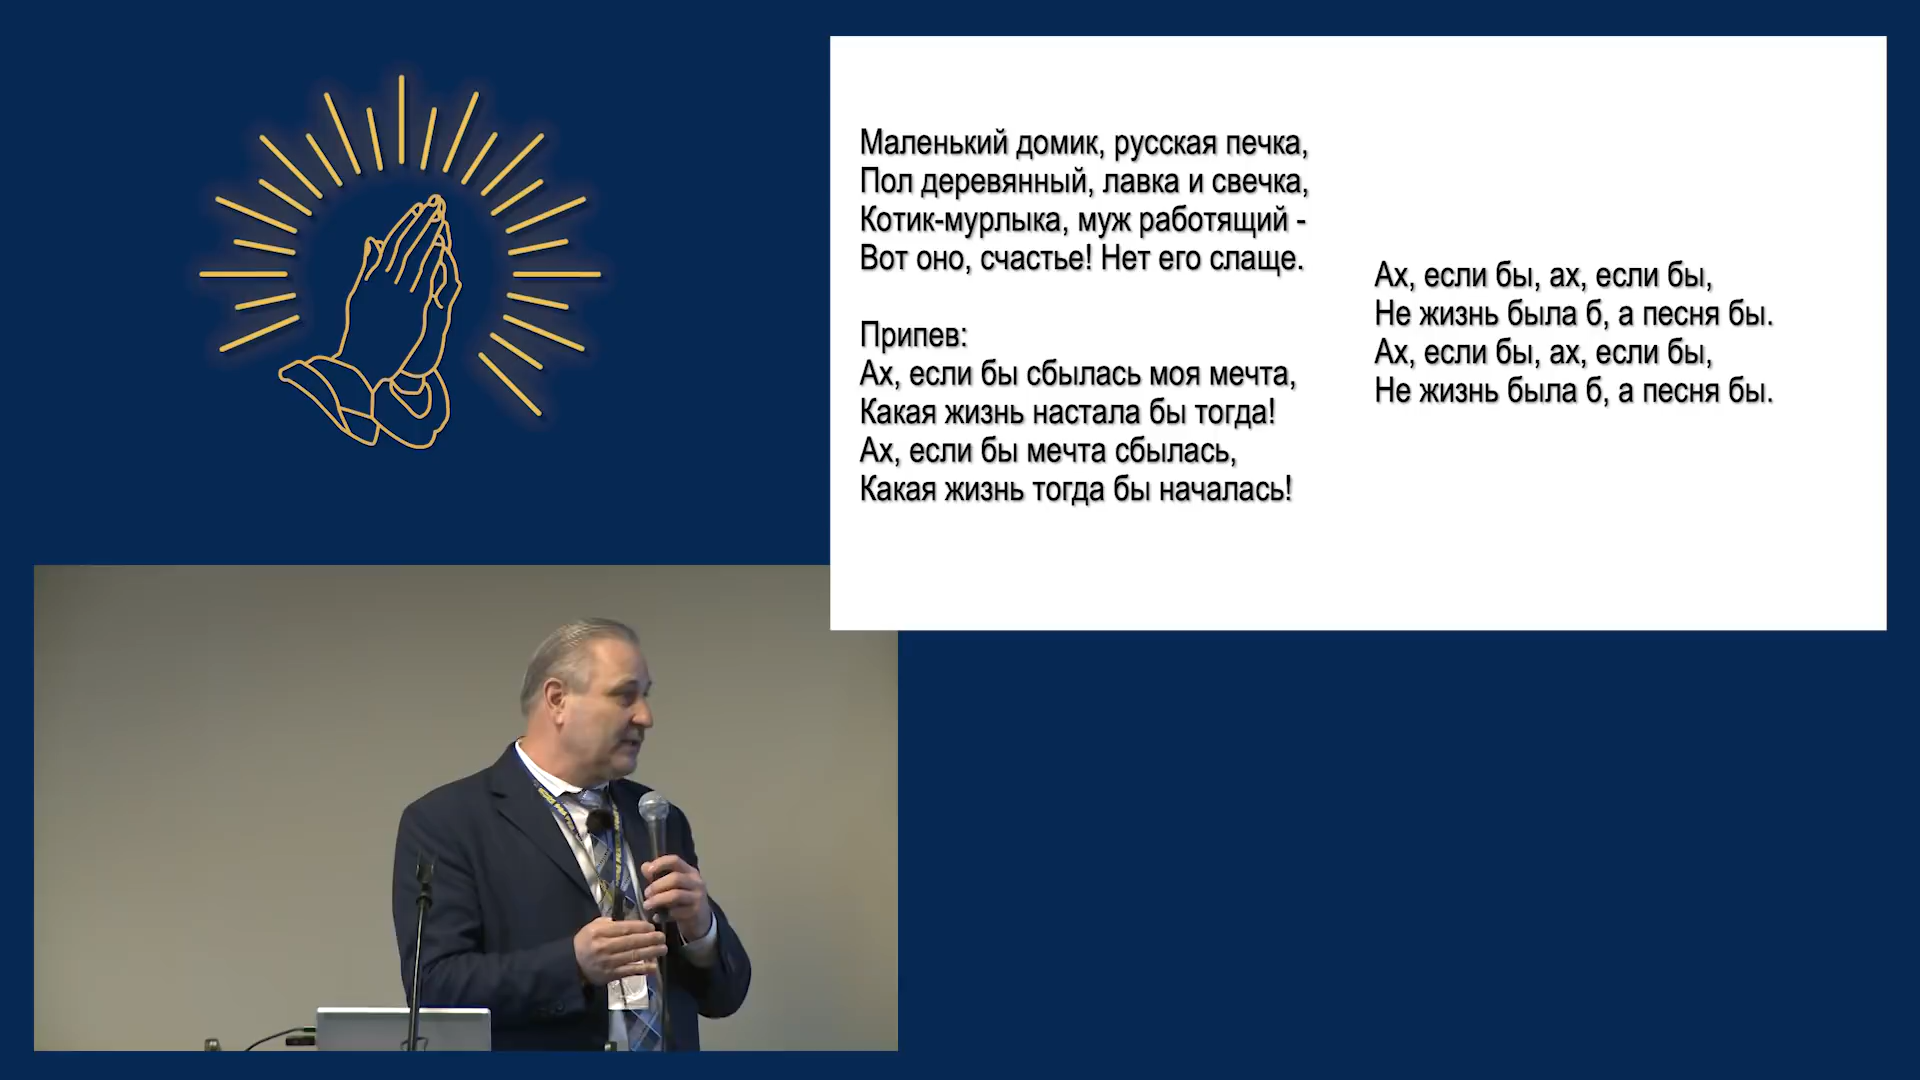 Маленький домик, русская печка,
Пол деревянный, лавка и свечка,
Котик-мурлыка, муж работящий -
Вот оно, счастье! Нет его слаще.
Припев:
Ах, если бы сбылась моя мечта,
Какая жизнь настала бы тогда!
Ах, если бы мечта сбылась,
Какая жизнь тогда бы началась!
Ах, если бы, ах, если бы,
Не жизнь была б, а песня бы.
Ах, если бы, ах, если бы,
Не жизнь была б, а песня бы.